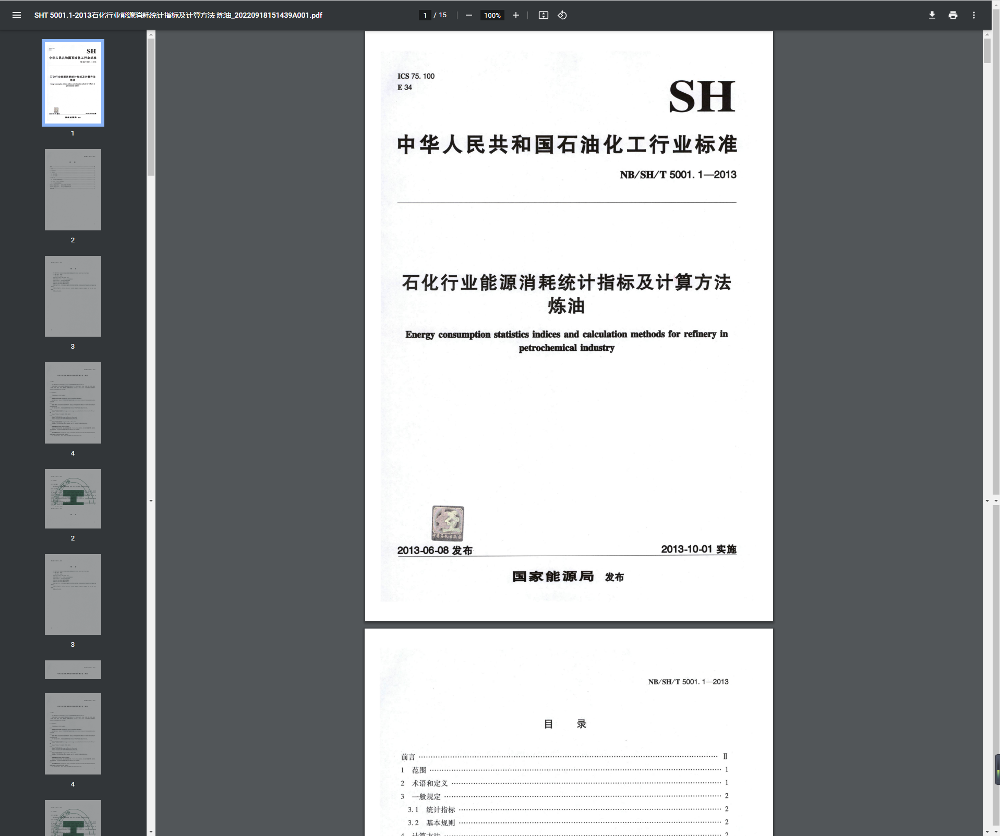 SHT 5001.1-2013石化行业能源消耗统计指标及计算方法 炼油_20220918151439A001.pdf
1 / 15
100%
1
2
3
4
2
3
4
ICS 75. 100
E 34
SH
中华人民共和国石油化工行业标准
NB/SH/T 5001. 1—2013
石化行业能源消耗统计指标及计算方法
炼油
Energy consumption statistics indices and calculation methods for refinery in
petrochemical industry
2013-06-08 发布
2013-10-01 实施
国家能源局 发布
NB/SH/T 5001. 1—2013
目 录
前言 Ⅱ
1 范围 1
2 术语和定义 1
3 一般规定 2
3. 1 统计指标 2
3. 2 基本规则 2
4 计算方法 2